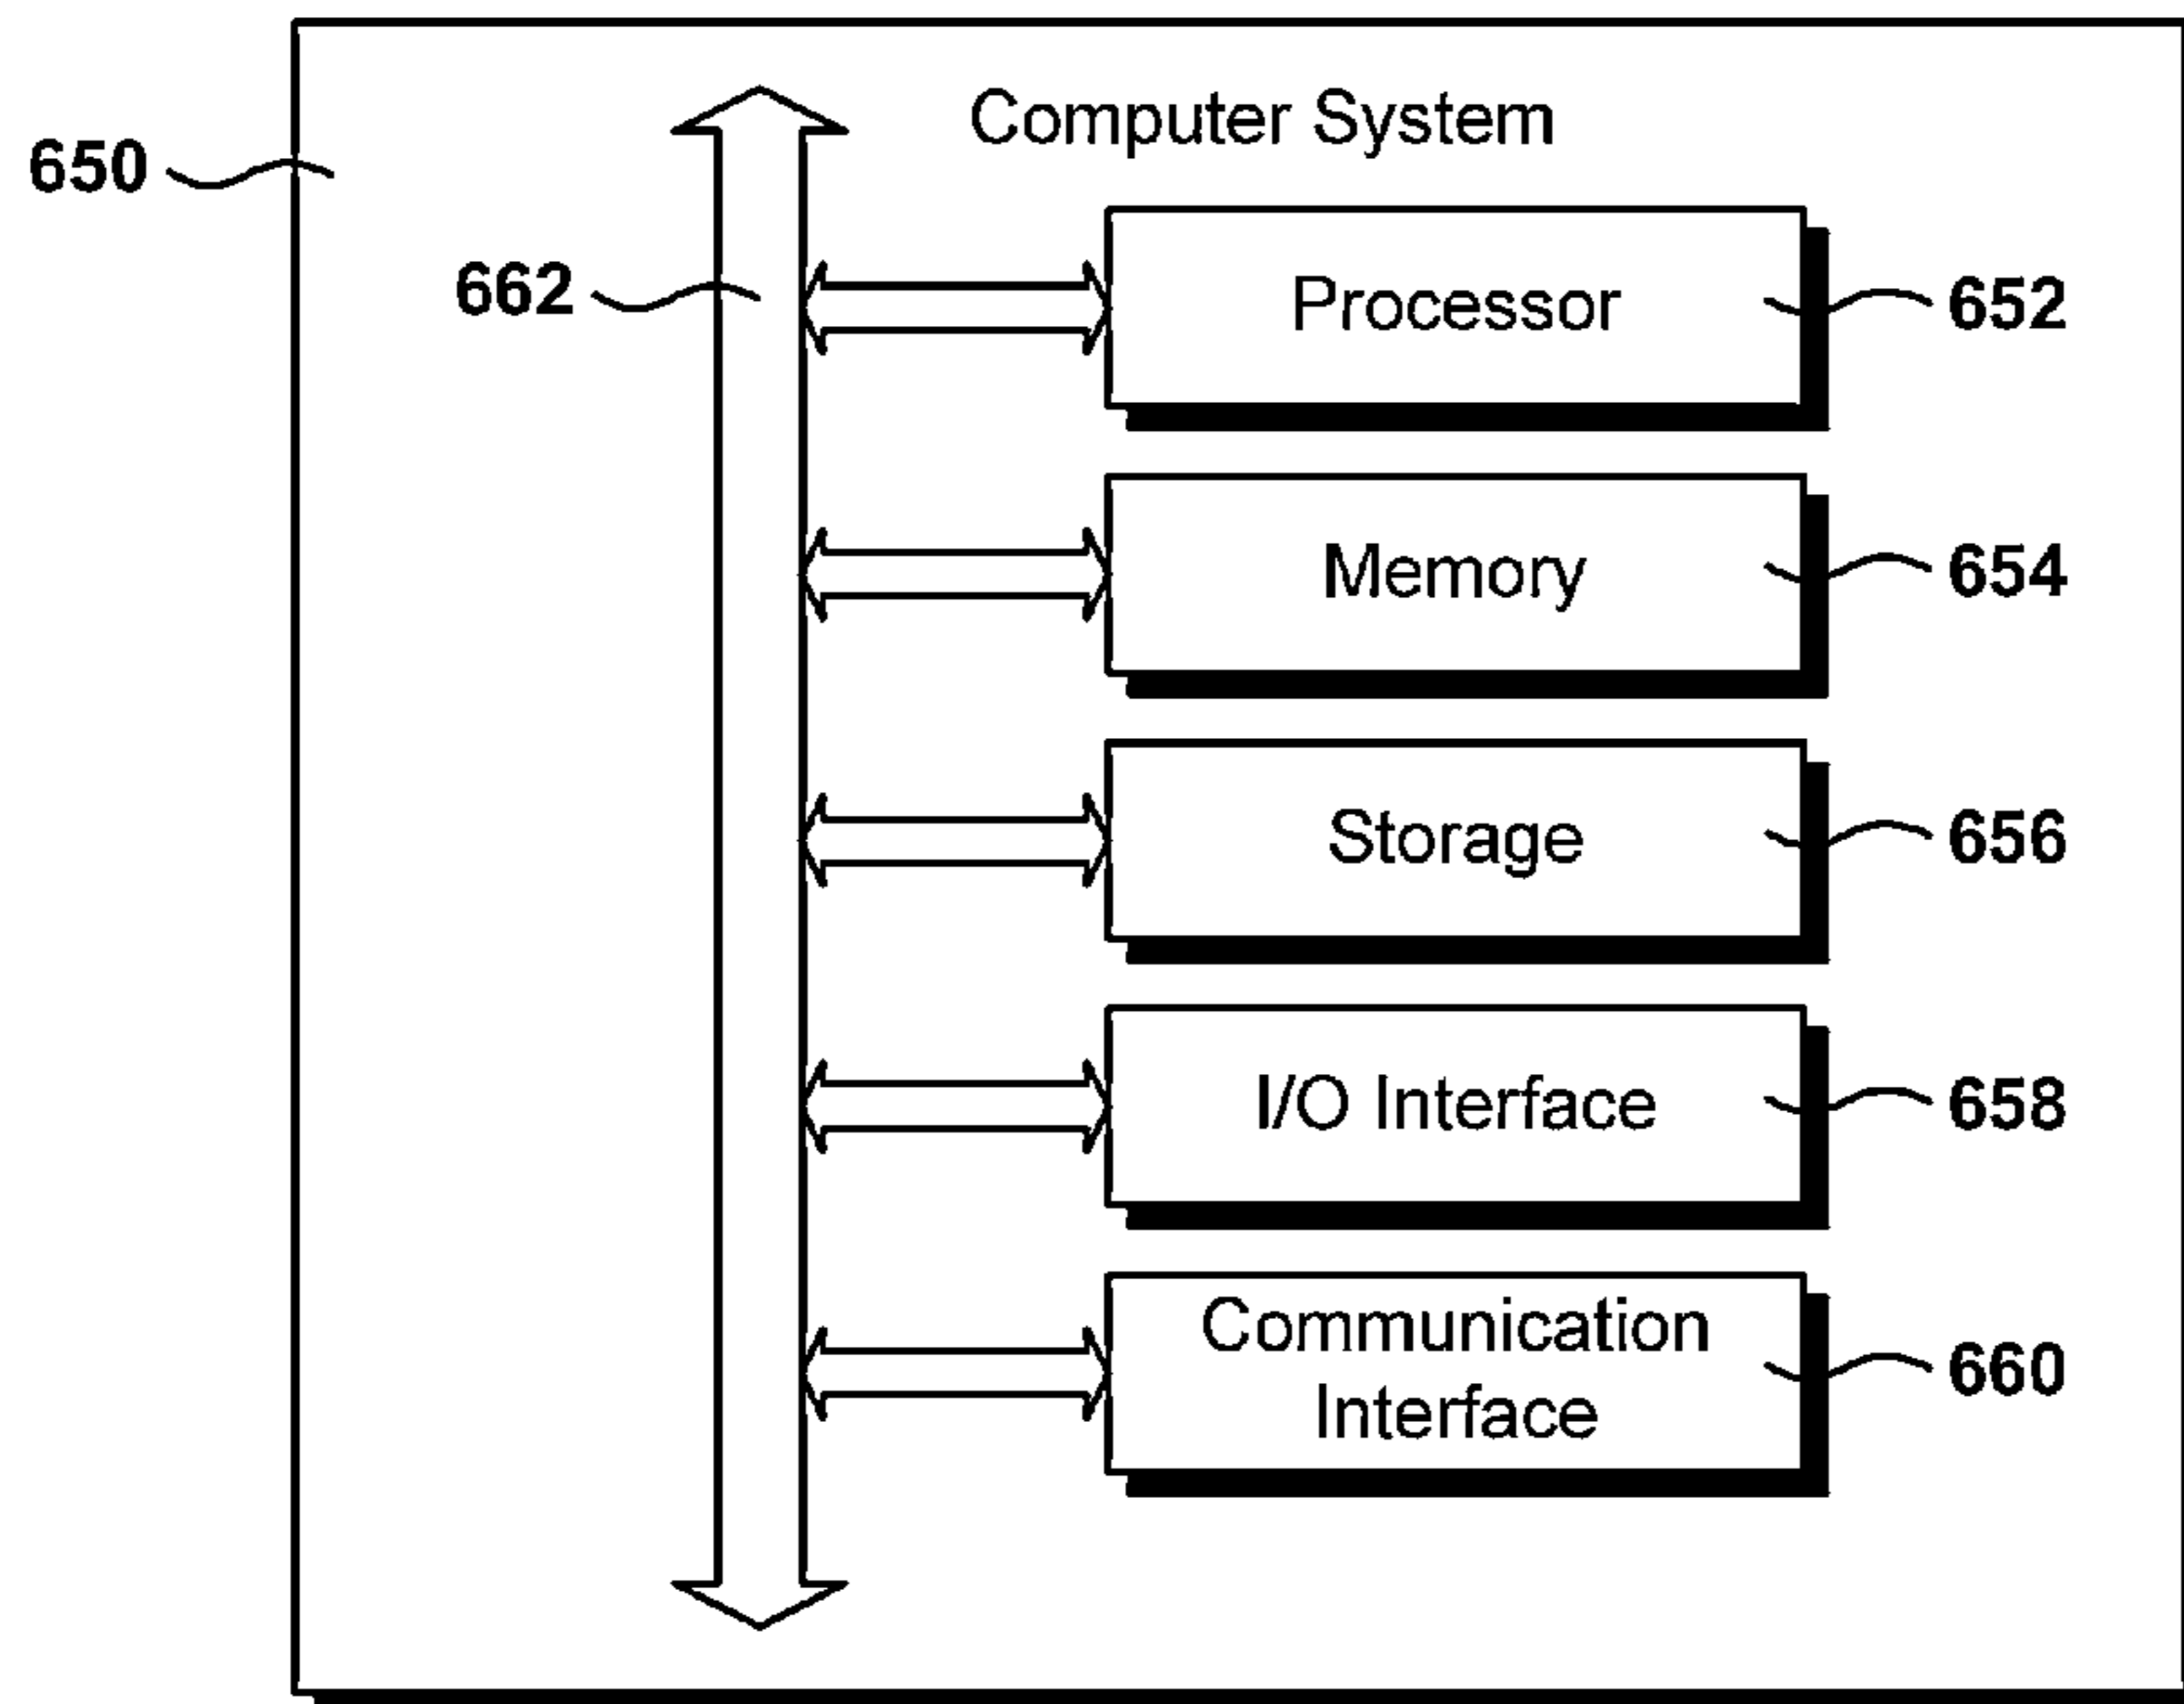 Computer System
650
662
Processor
652
Memory
654
Storage
656
I/O Interface
658
Communication
Interface
660